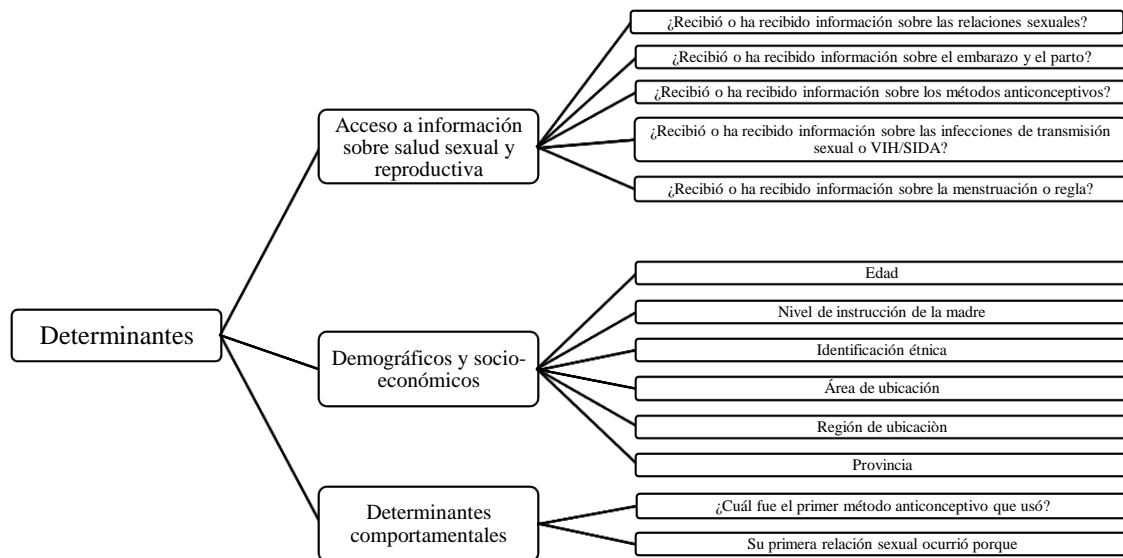 ¿Recibió o ha recibido información sobre las relaciones sexuales?
¿Recibió o ha recibido información sobre el embarazo y el parto?
¿Recibió o ha recibido información sobre los métodos anticonceptivos?
Acceso a información
sobre salud sexual y
reproductiva
¿Recibió o ha recibido información sobre las infecciones de transmisión
sexual o VIH/SIDA?
¿Recibió o ha recibido información sobre la menstruación o regla?
Determinantes
Demográficos y socio-
económicos
Edad
Nivel de instrucción de la madre
Identificación étnica
Área de ubicación
Región de ubicaciòn
Provincia
Determinantes
comportamentales
¿Cuál fue el primer método anticonceptivo que usó?
Su primera relación sexual ocurrió porque